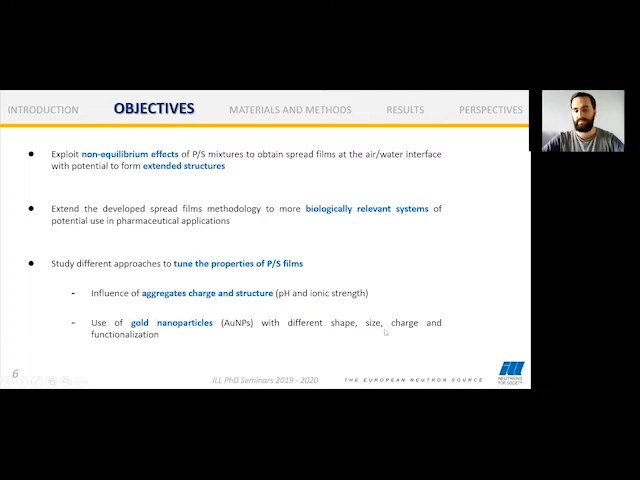 INTRODUCTION OBJECTIVES MATERIALS AND METHODS RESULTS PERSPECTIVES
● Exploit non-equilibrium effects of P/S mixtures to obtain spread films at the air/water interface
with potential to form extended structures
● Extend the developed spread films methodology to more biologically relevant systems of
potential use in pharmaceutical applications
● Study different approaches to tune the properties of P/S films
- Influence of aggregates charge and structure (pH and ionic strength)
- Use of gold nanoparticles (AuNPs) with different shape, size, charge and
functionalization
6 ILL PhD Seminars 2019 - 2020 THE EUROPEAN NEUTRON SOURCE
ill
NEUTRONS
FOR SOCIETY